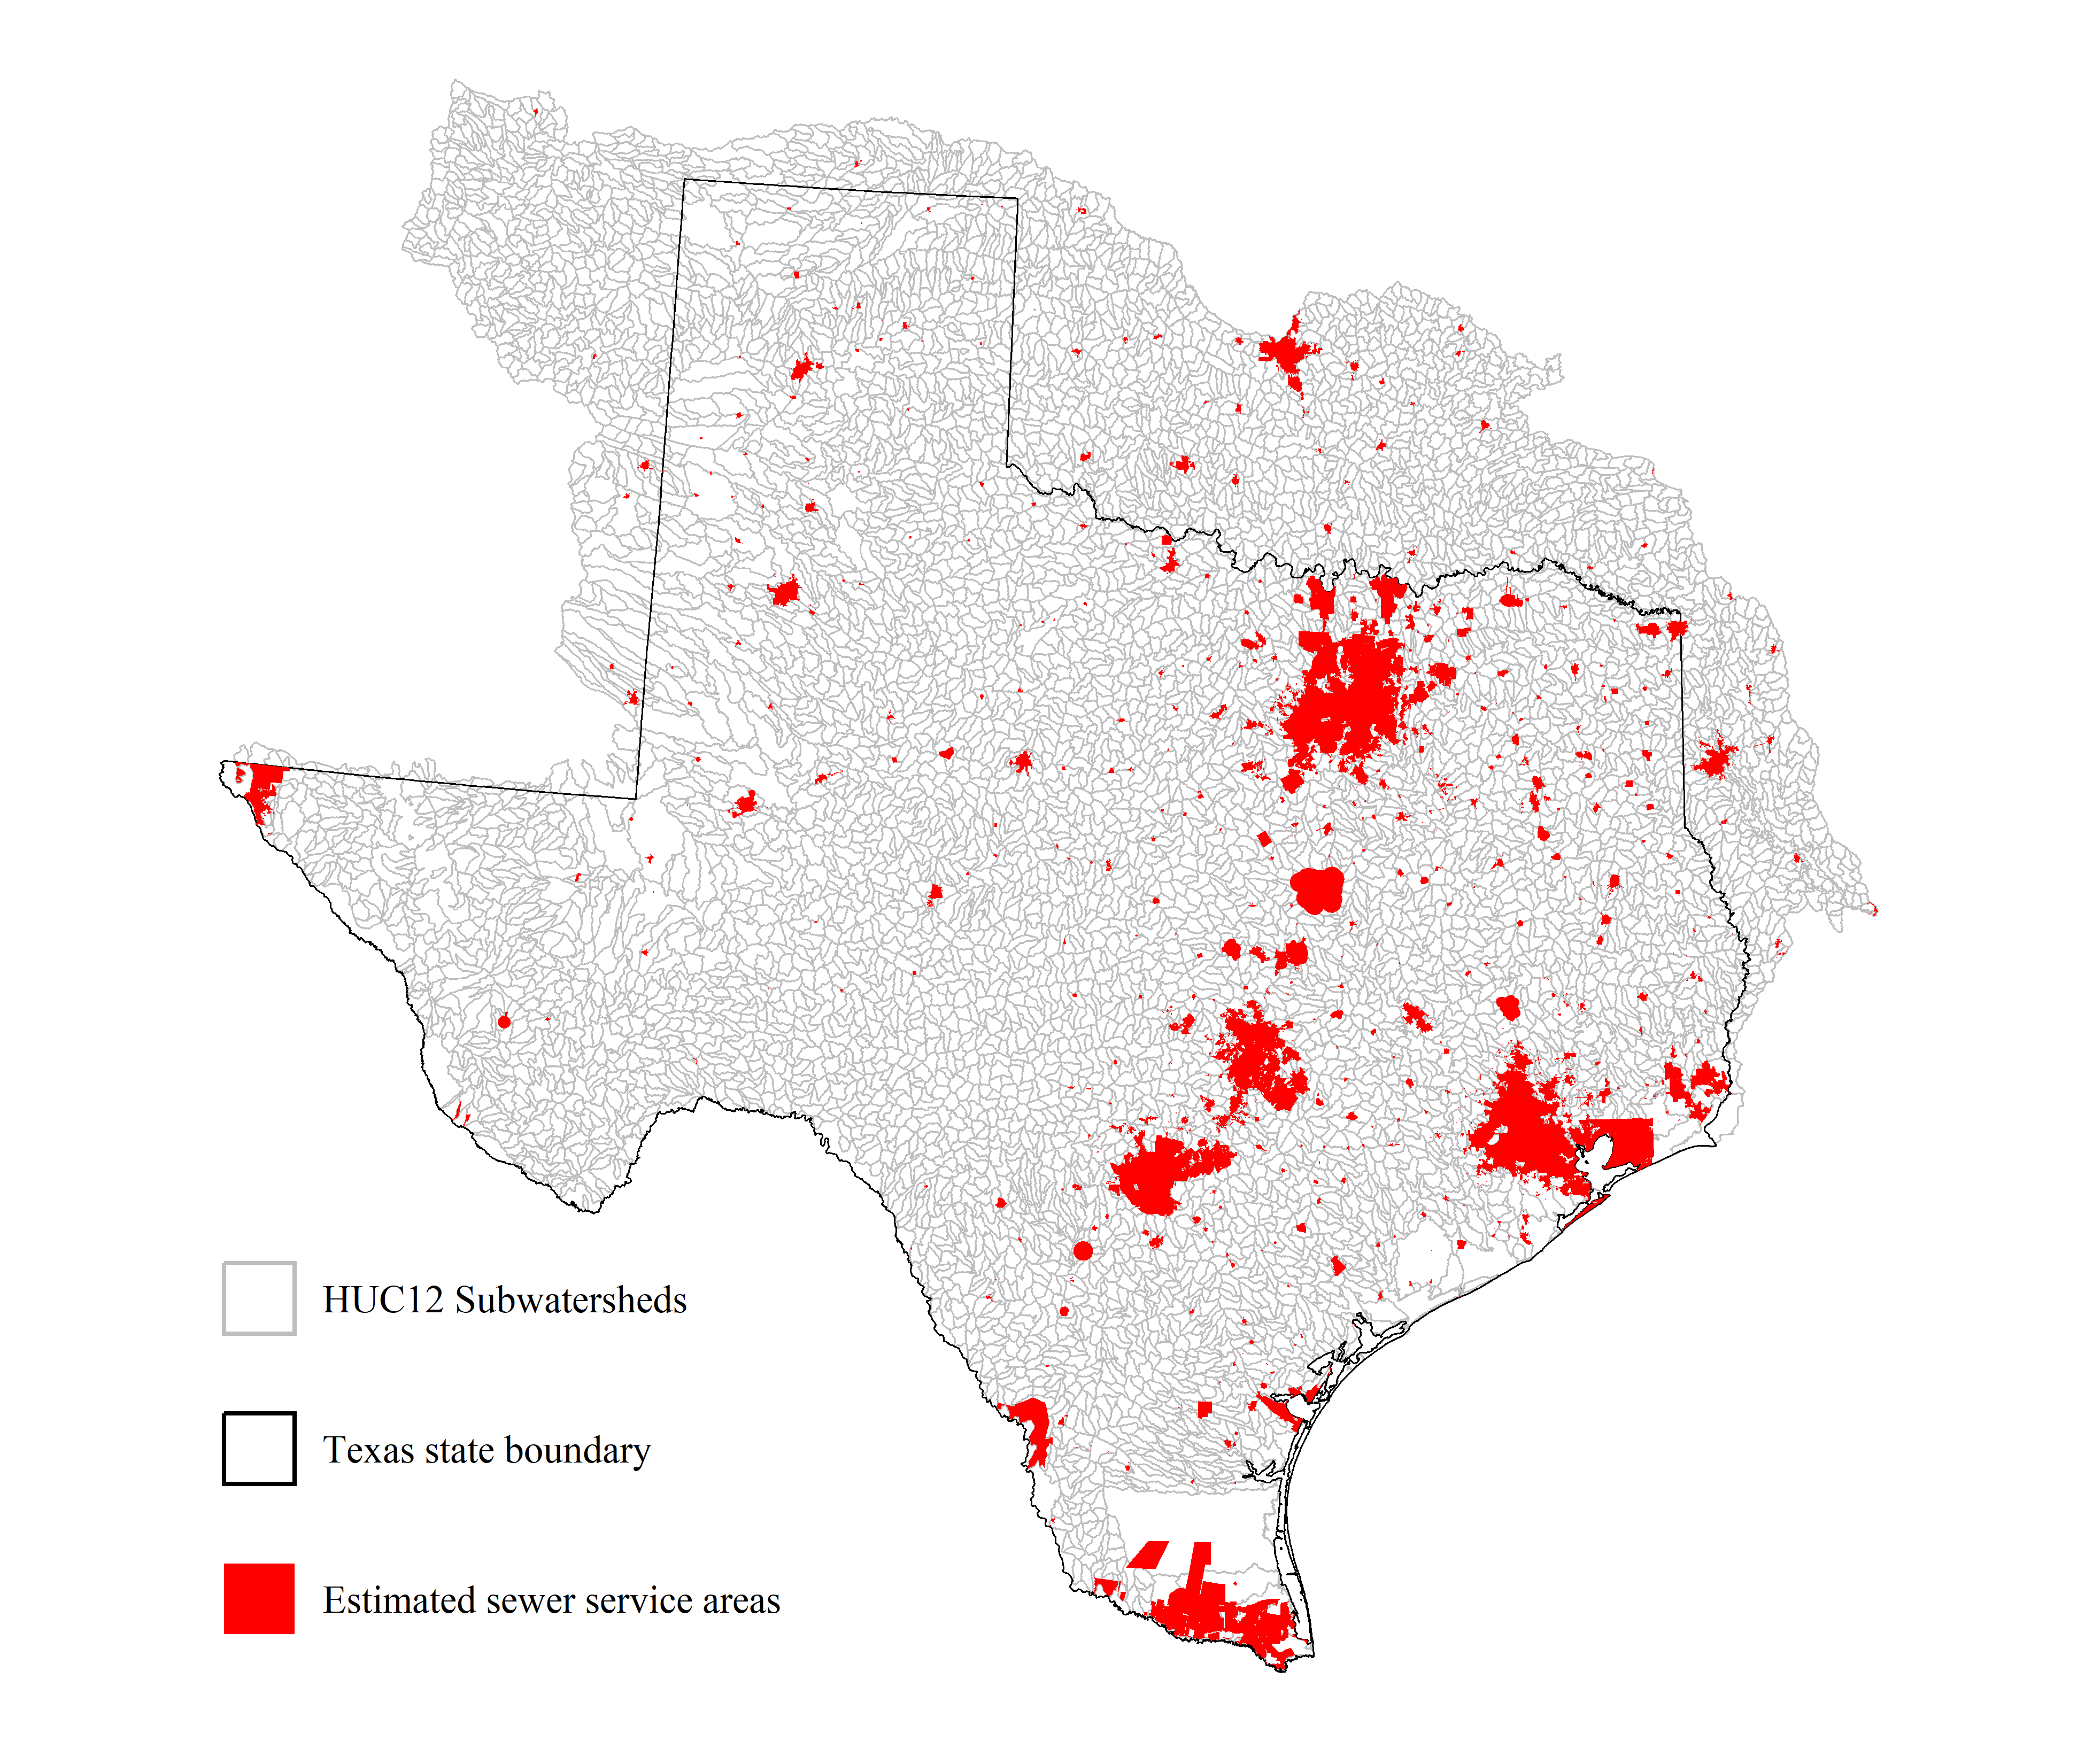 HUC12 Subwatersheds
Texas state boundary
Estimated sewer service areas